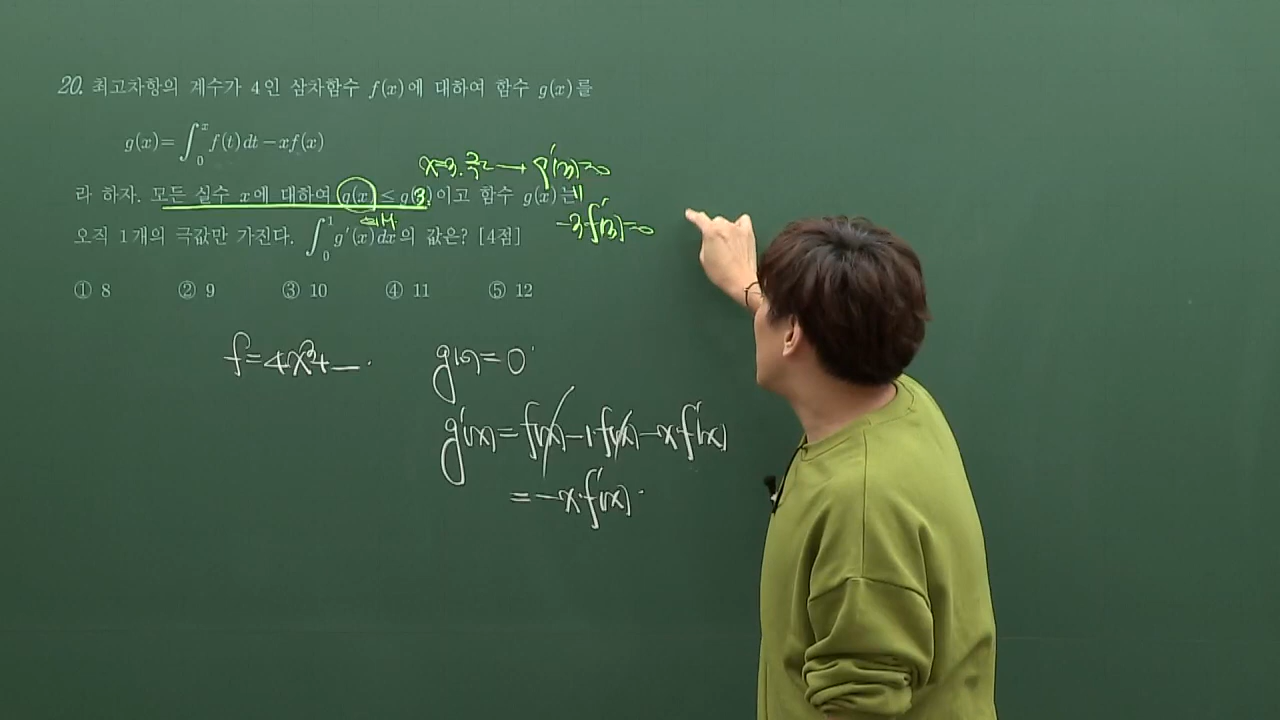 20. 최고차항의 계수가 4인 삼차함수 f(x)에 대하여 함수 g(x)를
g(x)=∫₀ˣ f(t)dt−xf(x)
x=3. 극 → g'(3)=0
라 하자. 모든 실수 x에 대하여 g(x)≤g(3)이고 함수 g(x)는
−3·f'(3)=0
오직 1개의 극값만 가진다. ∫₀¹ g'(x)dx의 값은? [4점]
① 8 ② 9 ③ 10 ④ 11 ⑤ 12
f=4x³+ g(0)=0
g'(x)=f(x)−1·f(x)−x·f'(x)
=−x·f'(x)